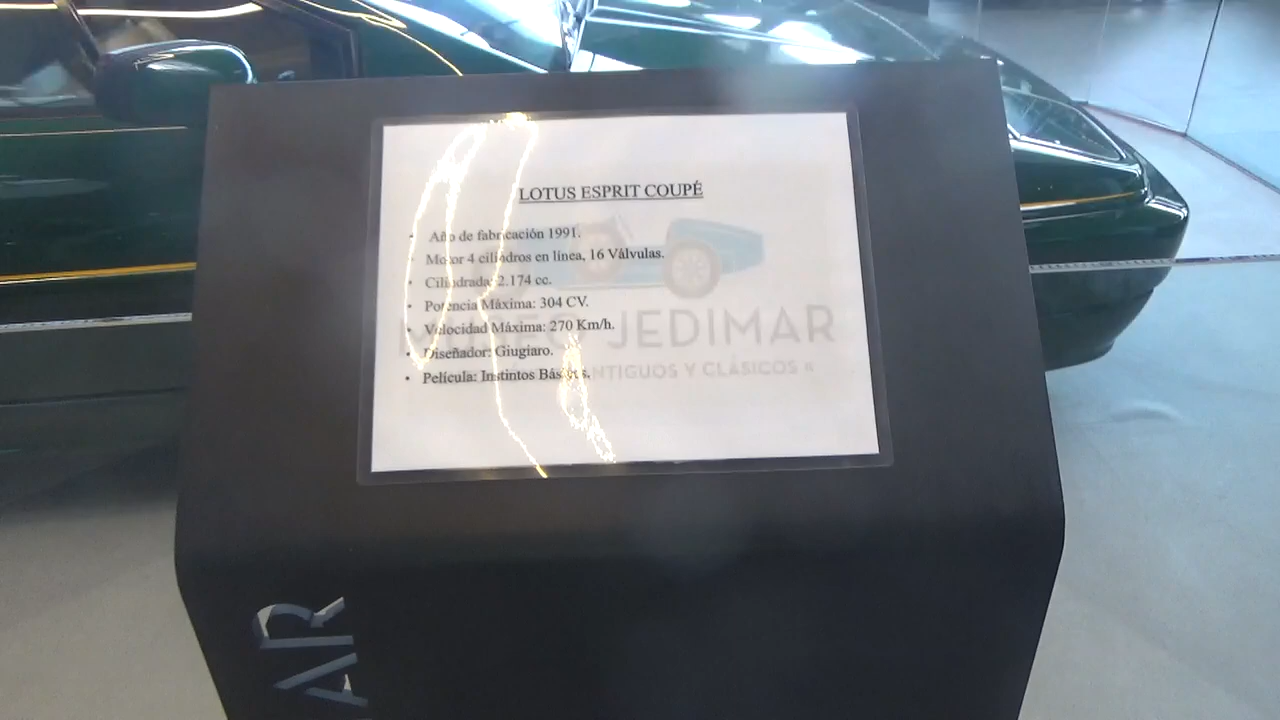 LOTUS ESPRIT COUPÉ
• Año de fabricación 1991.
• Motor 4 cilindros en línea, 16 Válvulas.
• Cilindrada: 2.174 cc.
• Potencia Máxima: 304 CV.
• Velocidad Máxima: 270 Km/h.
• Diseñador: Giugiaro.
• Película: Instintos Básicos.
MUSEO JEDIMAR
ANTIGUOS Y CLÁSICOS
AR